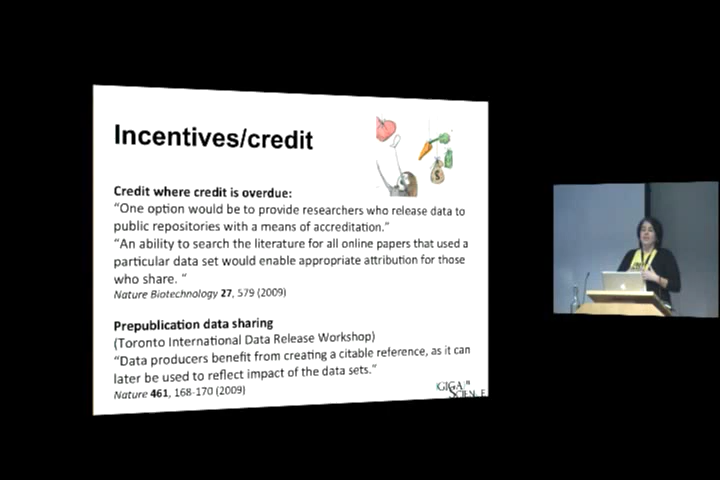 Incentives/credit
Credit where credit is overdue:
“One option would be to provide researchers who release data to
public repositories with a means of accreditation.”
“An ability to search the literature for all online papers that used a
particular data set would enable appropriate attribution for those
who share. “
Nature Biotechnology 27, 579 (2009)
Prepublication data sharing
(Toronto International Data Release Workshop)
“Data producers benefit from creating a citable reference, as it can
later be used to reflect impact of the data sets.”
Nature 461, 168-170 (2009)
$
GIGA
SCIENCE